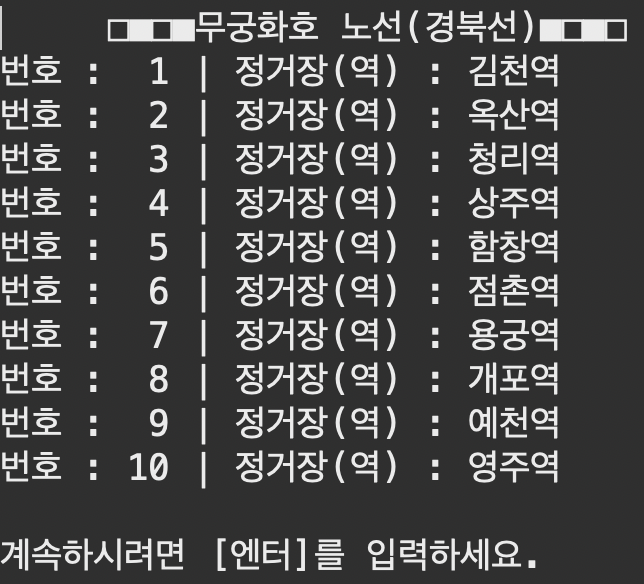 □■□■무궁화호 노선(경북선)■□■□
번호 : 1 | 정거장(역) : 김천역
번호 : 2 | 정거장(역) : 옥산역
번호 : 3 | 정거장(역) : 청리역
번호 : 4 | 정거장(역) : 상주역
번호 : 5 | 정거장(역) : 함창역
번호 : 6 | 정거장(역) : 점촌역
번호 : 7 | 정거장(역) : 용궁역
번호 : 8 | 정거장(역) : 개포역
번호 : 9 | 정거장(역) : 예천역
번호 : 10 | 정거장(역) : 영주역
계속하시려면 [엔터]를 입력하세요.